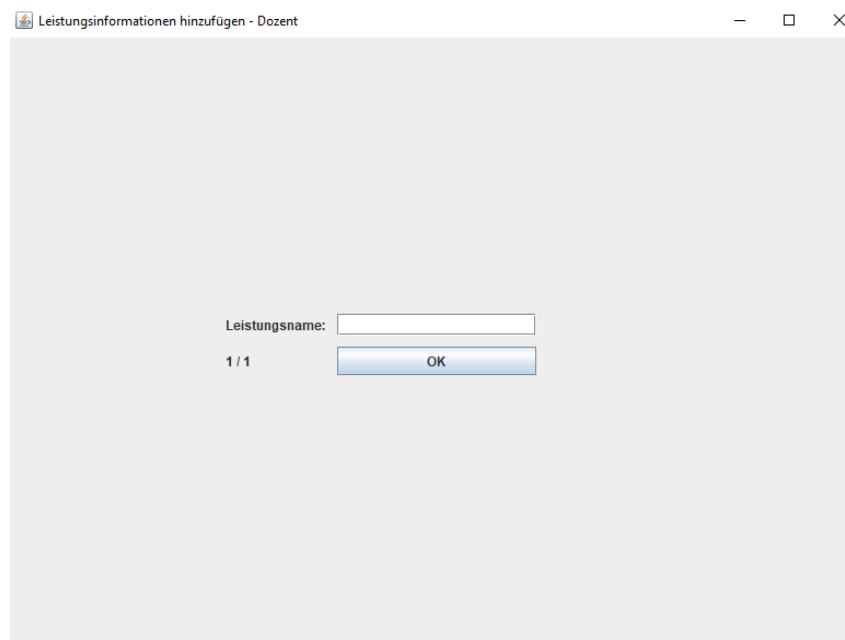 Leistungsinformationen hinzufügen - Dozent
Leistungsname:
1 / 1 OK